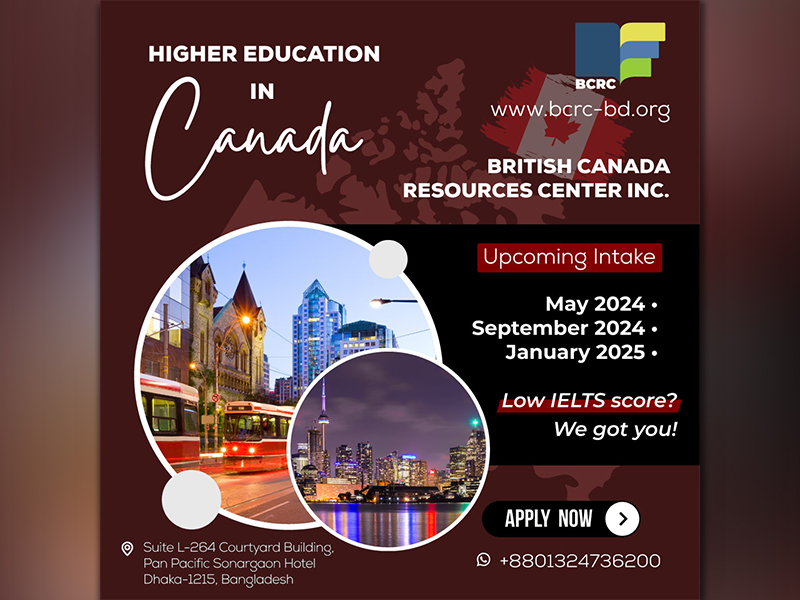 HIGHER EDUCATION
IN
Canada
BCRC
www.bcrc-bd.org
BRITISH CANADA
RESOURCES CENTER INC.
Upcoming Intake
May 2024 •
September 2024 •
January 2025 •
Low IELTS score?
We got you!
APPLY NOW
Suite L-264 Courtyard Building,
Pan Pacific Sonargaon Hotel
Dhaka-1215, Bangladesh
+8801324736200